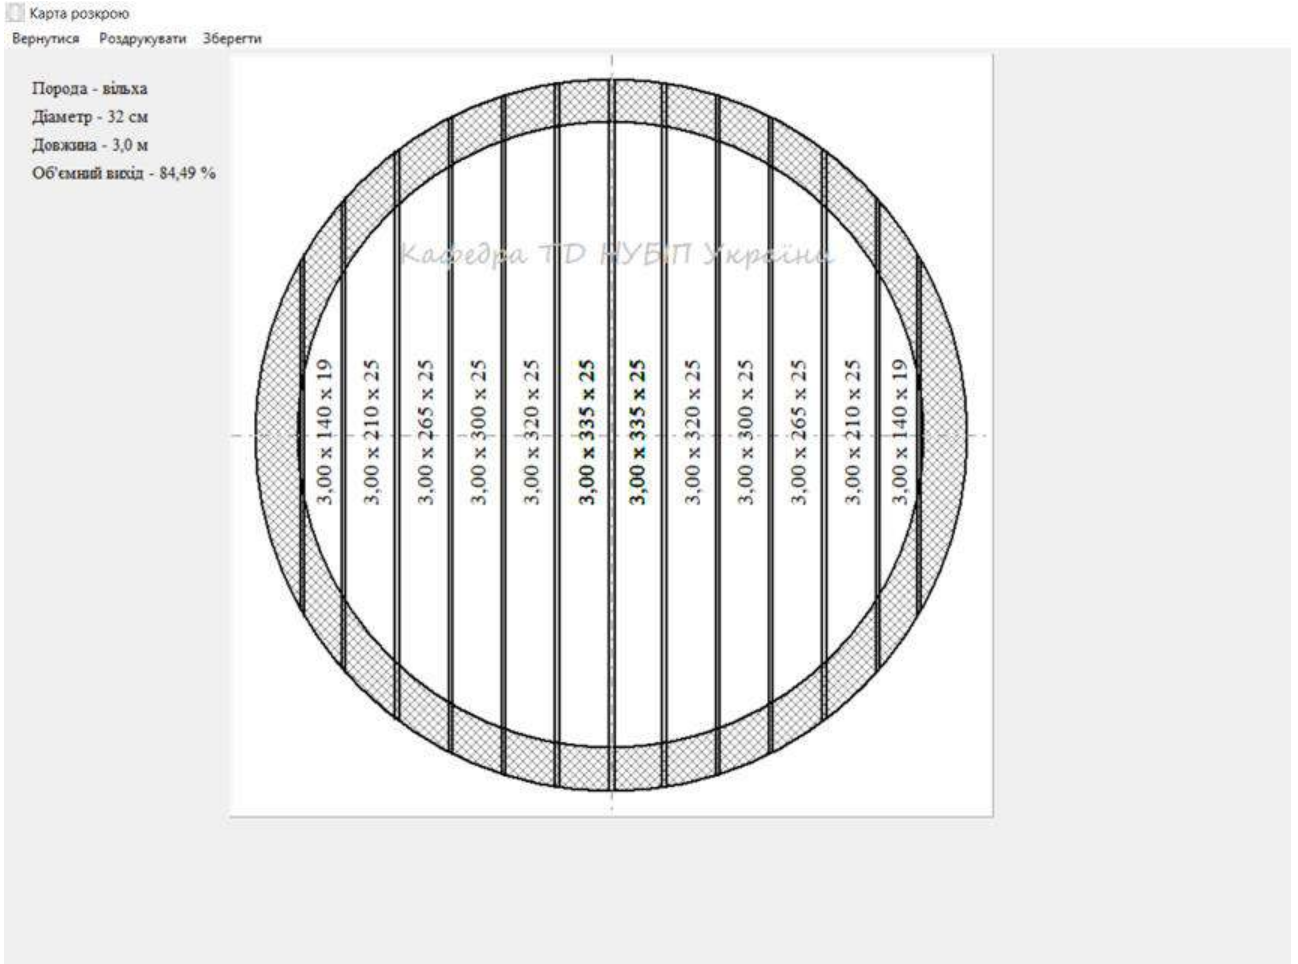 Карта розкрою
Вернутися Роздрукувати Зберегти
Порода - вільха
Діаметр - 32 см
Довжина - 3,0 м
Об'ємний вихід - 84,49 %
Кафедра ТД НУБІП України
3,00 x 140 x 19
3,00 x 210 x 25
3,00 x 265 x 25
3,00 x 300 x 25
3,00 x 320 x 25
3,00 x 335 x 25
3,00 x 335 x 25
3,00 x 320 x 25
3,00 x 300 x 25
3,00 x 265 x 25
3,00 x 210 x 25
3,00 x 140 x 19